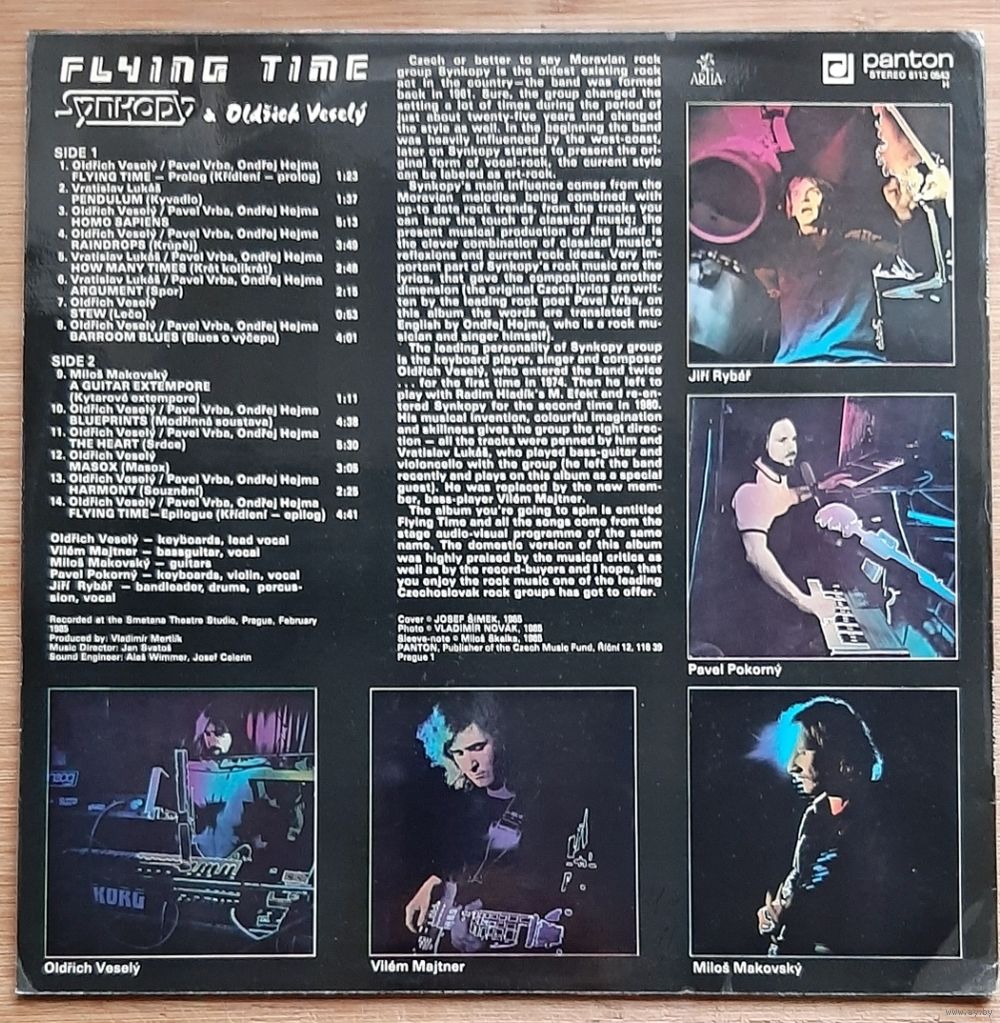 FLYING TIME
Synkopy & Oldřich Veselý
SIDE 1
1. Oldřich Veselý / Pavel Vrba, Ondřej Hejma
FLYING TIME – Prolog (Křídlení – prolog) 1:23
2. Vratislav Lukáš
PENDULUM (Kyvadlo) 1:37
3. Oldřich Veselý / Pavel Vrba, Ondřej Hejma
HOMO SAPIENS 5:13
4. Oldřich Veselý / Pavel Vrba, Ondřej Hejma
RAINDROPS (Krůpěj) 3:49
5. Vratislav Lukáš / Pavel Vrba, Ondřej Hejma
HOW MANY TIMES (Krát kolikrát) 2:48
6. Vratislav Lukáš / Pavel Vrba, Ondřej Hejma
ARGUMENT (Spor) 2:15
7. Oldřich Veselý
STEW (Lečo) 0:53
8. Oldřich Veselý / Pavel Vrba, Ondřej Hejma
BARROOM BLUES (Blues o výčepu) 4:01
SIDE 2
9. Miloš Makovský
A GUITAR EXTEMPORE
(Kytarové extempore) 1:11
10. Oldřich Veselý / Pavel Vrba, Ondřej Hejma
BLUEPRINTS (Modřinná soustava) 4:38
11. Oldřich Veselý / Pavel Vrba, Ondřej Hejma
THE HEART (Srdce) 5:30
12. Oldřich Veselý
MASOX (Masox) 3:05
13. Oldřich Veselý / Pavel Vrba, Ondřej Hejma
HARMONY (Souznění) 2:25
14. Oldřich Veselý / Pavel Vrba, Ondřej Hejma
FLYING TIME – Epilogue (Křídlení – epilog) 4:41
Oldřich Veselý – keyboards, lead vocal
Vilém Majtner – bassguitar, vocal
Miloš Makovský – guitars
Pavel Pokorný – keyboards, violin, vocal
Jiří Rybář – bandleader, drums, percus-
sion, vocal
Recorded at the Smetana Theatre Studio, Prague, February
1985
Produced by: Vladimír Mertlík
Music Director: Jan Svatoš
Sound Engineer: Aleš Wimmer, Josef Celerin
Czech or better to say Moravian rock
group Synkopy is the oldest existing rock
act in the country – the band was formed
back in 1961. Sure, the group changed the
setting a lot of times during the period of
just about twenty-five years and changed
the style as well. In the beginning the band
was heavily influenced by the west-coast,
later on Synkopy started to present the ori-
ginal form of vocal-rock, the current style
can be labeled as art-rock.
Synkopy's main influence comes from the
Moravian melodies being combined with
up-to date rock trends, from the tracks you
can hear the touch of classical music; the
present musical production of the band is
the clever combination of classical music's
reflexions and current rock ideas. Very im-
portant part of Synkopy's rock music are the
lyrics, that gave the compositions another
dimension (the original Czech lyrics are writ-
ten by the leading rock poet Pavel Vrba, on
this album the words are translated into
English by Ondřej Hejma, who is a rock mu-
sician and singer himself).
The leading personality of Synkopy group
is the keyboard player, singer and composer
Oldřich Veselý, who entered the band twice
... for the first time in 1974. Then he left to
play with Radim Hladík's M. Efekt and re-en-
tered Synkopy for the second time in 1980.
His musical invention, colourful imagination
and skillness gives the group the right direc-
tion – all the tracks were penned by him and
Vratislav Lukáš, who played bass-guitar and
violoncello with the group (he left the band
recently and plays on this album as a special
guest). He was replaced by the new mem-
ber, bass-player Vilém Majtner.
The album you're going to spin is entitled
Flying Time and all the songs come from the
stage audio-visual programme of the same
name. The domestic version of this album
was highly praised by the musical critics as
well as by the record-buyers and I hope, that
you enjoy the rock music one of the leading
Czechoslovak rock groups has got to offer.
Cover © JOSEF ŠIMEK, 1985
Photo © VLADIMÍR NOVÁK, 1985
Sleeve-note © Miloš Skalka, 1985
PANTON, Publisher of the Czech Music Fund, Říční 12, 118 39
Prague 1
ARTIA
panton
STEREO 8113 0543
H
Jiří Rybář
Pavel Pokorný
moog
KORG
Oldřich Veselý
Vilém Majtner
Miloš Makovský
www.ay.by